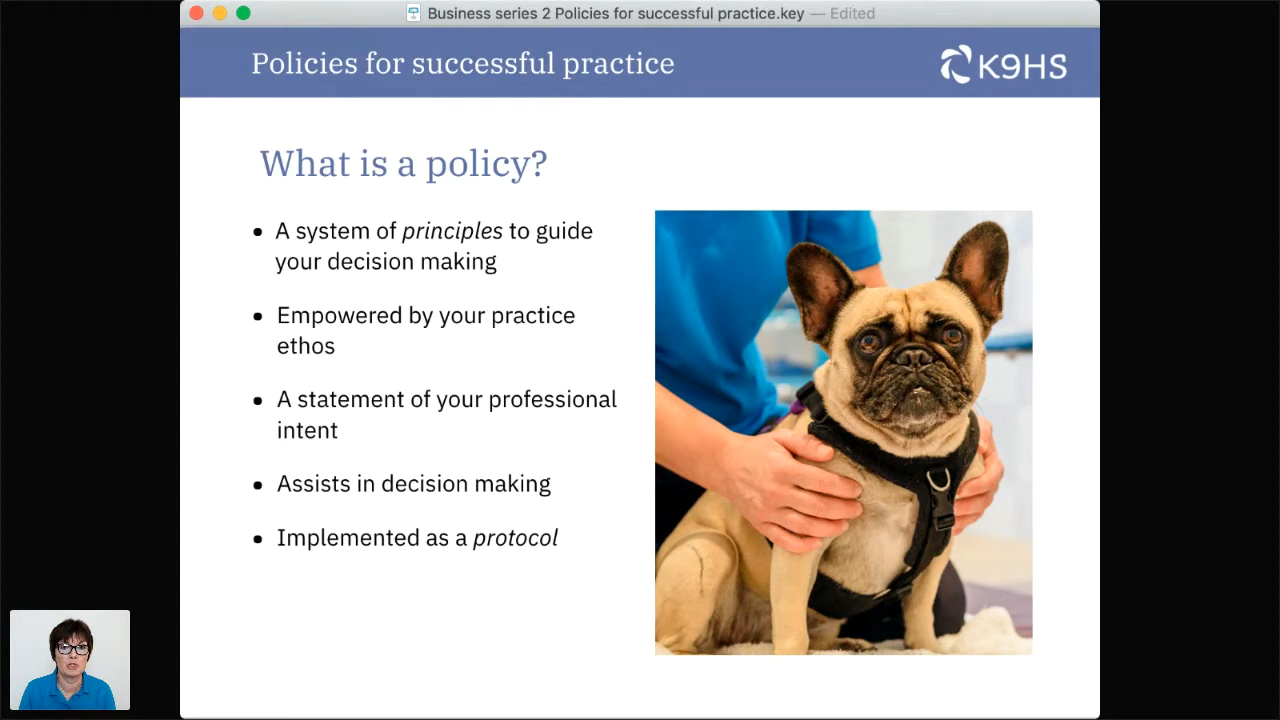 Business series 2 Policies for successful practice.key — Edited
Policies for successful practice
K9HS
What is a policy?
• A system of principles to guide
your decision making
• Empowered by your practice
ethos
• A statement of your professional
intent
• Assists in decision making
• Implemented as a protocol